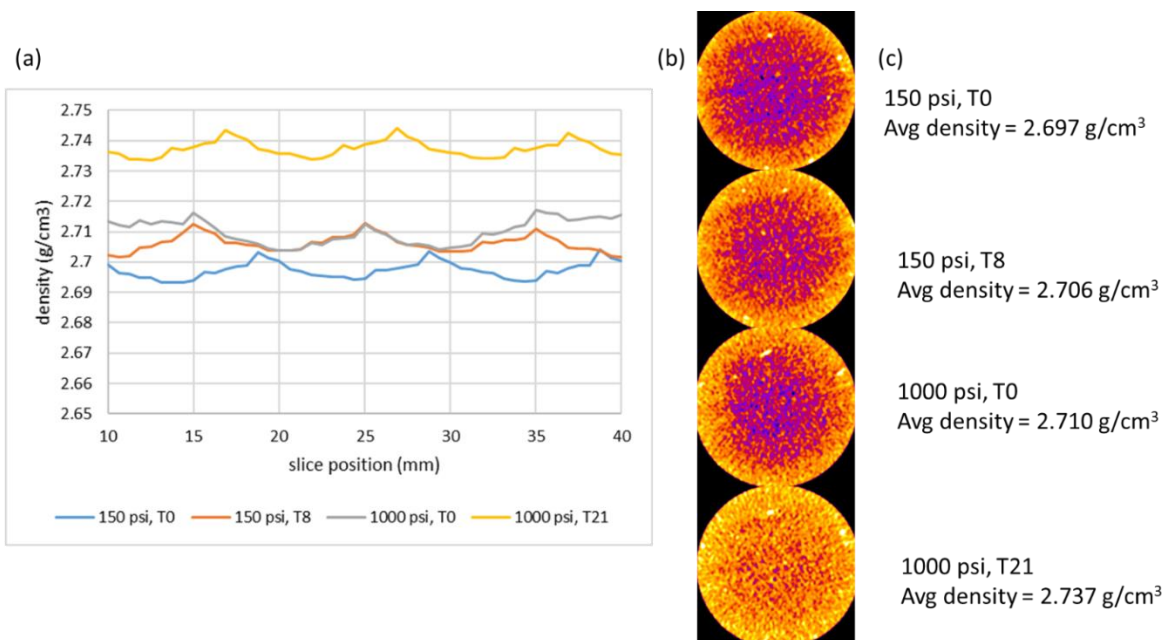 (a)
2.75
2.74
2.73
2.72
2.71
2.7
2.69
2.68
2.67
2.66
2.65
density (g/cm3)
10 15 20 25 30 35 40
slice position (mm)
150 psi, T0 150 psi, T8 1000 psi, T0 1000 psi, T21
(b)
(c)
150 psi, T0
Avg density = 2.697 g/cm³
150 psi, T8
Avg density = 2.706 g/cm³
1000 psi, T0
Avg density = 2.710 g/cm³
1000 psi, T21
Avg density = 2.737 g/cm³